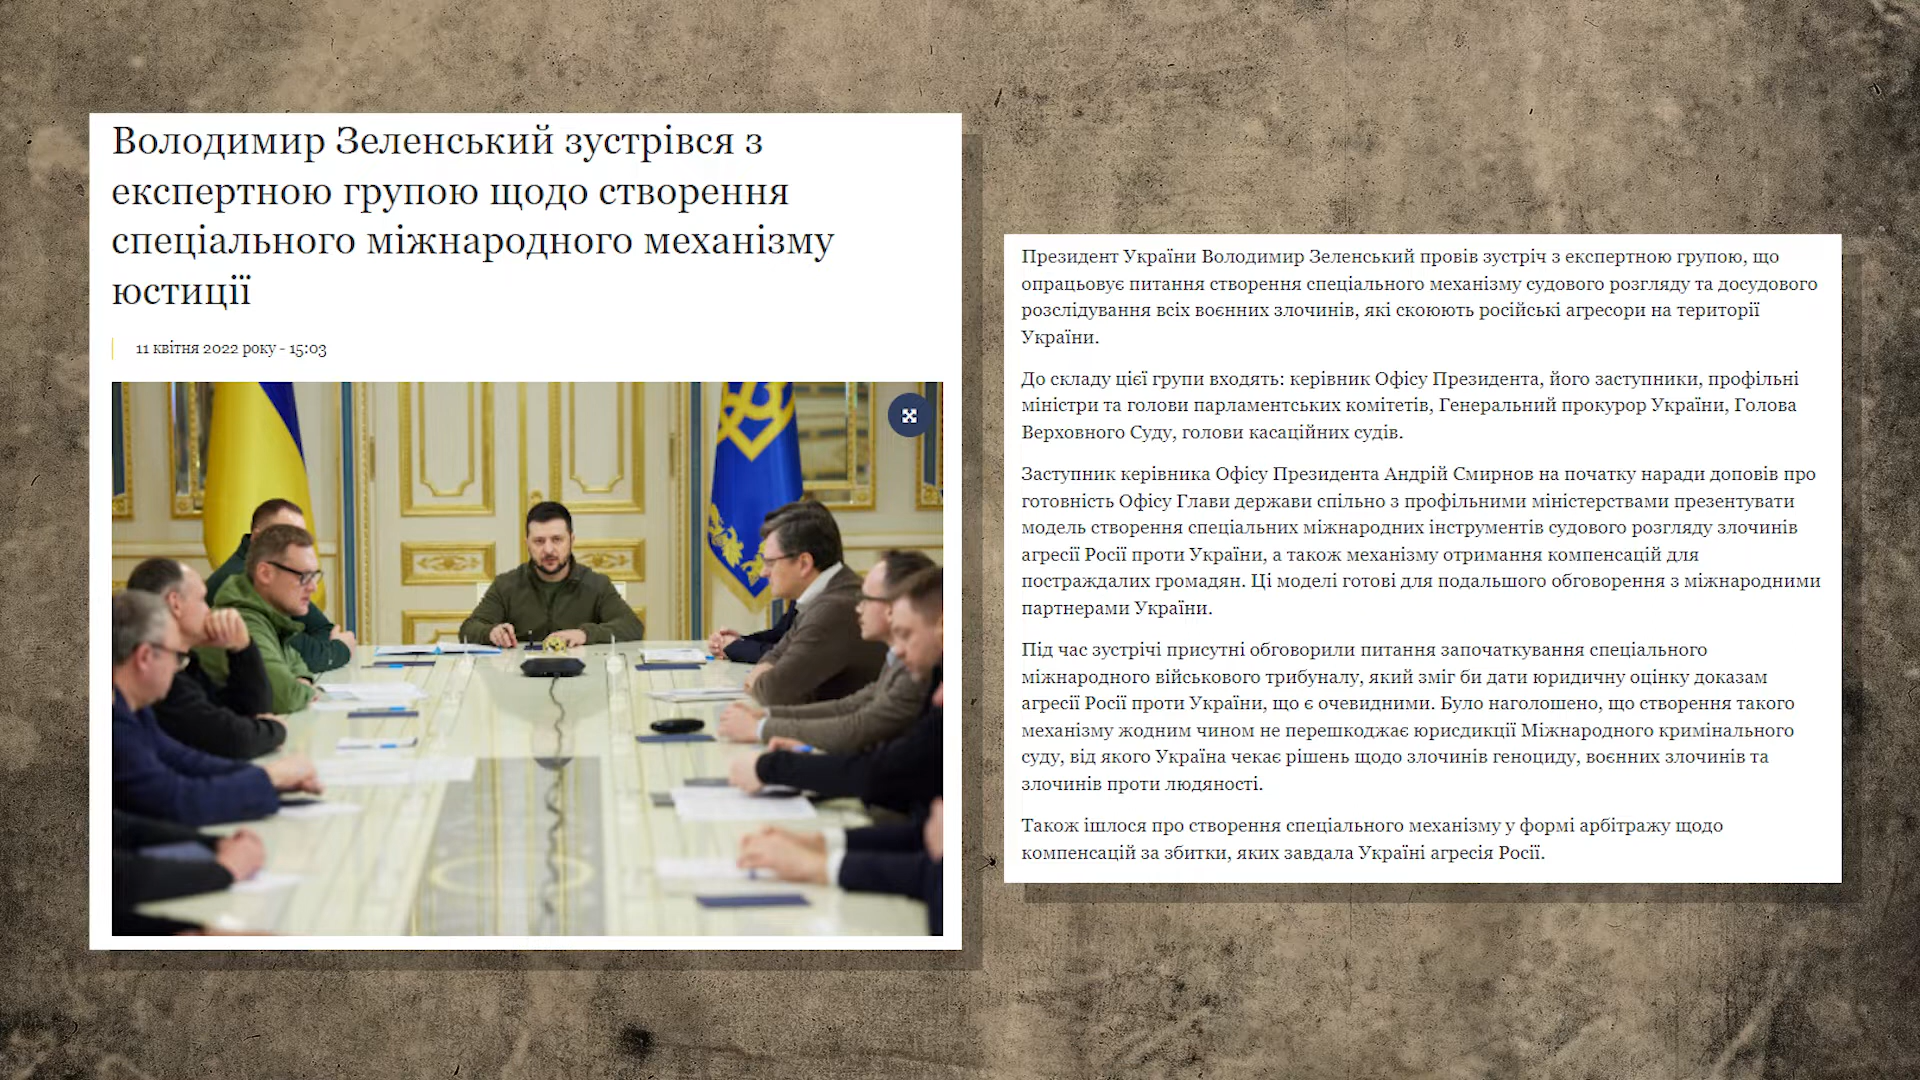 Володимир Зеленський зустрівся з
експертною групою щодо створення
спеціального міжнародного механізму
юстиції
11 квітня 2022 року - 15:03
Президент України Володимир Зеленський провів зустріч з експертною групою, що
опрацьовує питання створення спеціального механізму судового розгляду та досудового
розслідування всіх воєнних злочинів, які скоюють російські агресори на території
України.
До складу цієї групи входять: керівник Офісу Президента, його заступники, профільні
міністри та голови парламентських комітетів, Генеральний прокурор України, Голова
Верховного Суду, голови касаційних судів.
Заступник керівника Офісу Президента Андрій Смирнов на початку наради доповів про
готовність Офісу Глави держави спільно з профільними міністерствами презентувати
модель створення спеціальних міжнародних інструментів судового розгляду злочинів
агресії Росії проти України, а також механізму отримання компенсацій для
постраждалих громадян. Ці моделі готові для подальшого обговорення з міжнародними
партнерами України.
Під час зустрічі присутні обговорили питання започаткування спеціального
міжнародного військового трибуналу, який зміг би дати юридичну оцінку доказам
агресії Росії проти України, що є очевидними. Було наголошено, що створення такого
механізму жодним чином не перешкоджає юрисдикції Міжнародного кримінального
суду, від якого Україна чекає рішень щодо злочинів геноциду, воєнних злочинів та
злочинів проти людяності.
Також ішлося про створення спеціального механізму у формі арбітражу щодо
компенсацій за збитки, яких завдала Україні агресія Росії.